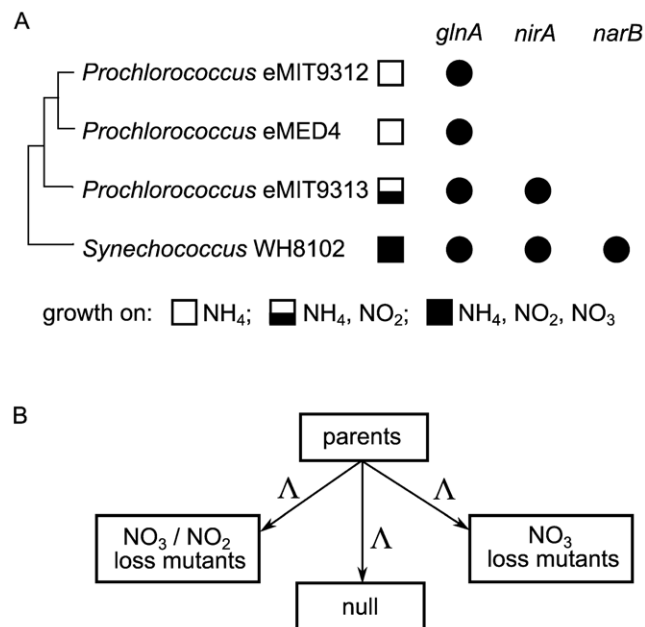 A
glnA nirA narB
Prochlorococcus eMIT9312
Prochlorococcus eMED4
Prochlorococcus eMIT9313
Synechococcus WH8102
growth on: NH₄; NH₄, NO₂; NH₄, NO₂, NO₃
B
parents
Λ Λ Λ
NO₃ / NO₂
loss mutants
NO₃
loss mutants
null